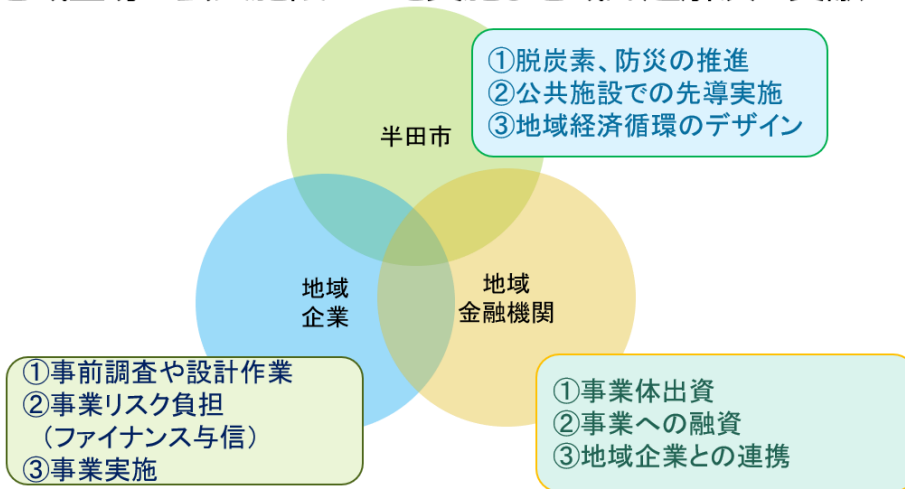 半田市
①脱炭素、防災の推進
②公共施設での先導実施
③地域経済循環のデザイン
地域
企業
地域
金融機関
①事前調査や設計作業
②事業リスク負担
（ファイナンス与信）
③事業実施
①事業体出資
②事業への融資
③地域企業との連携